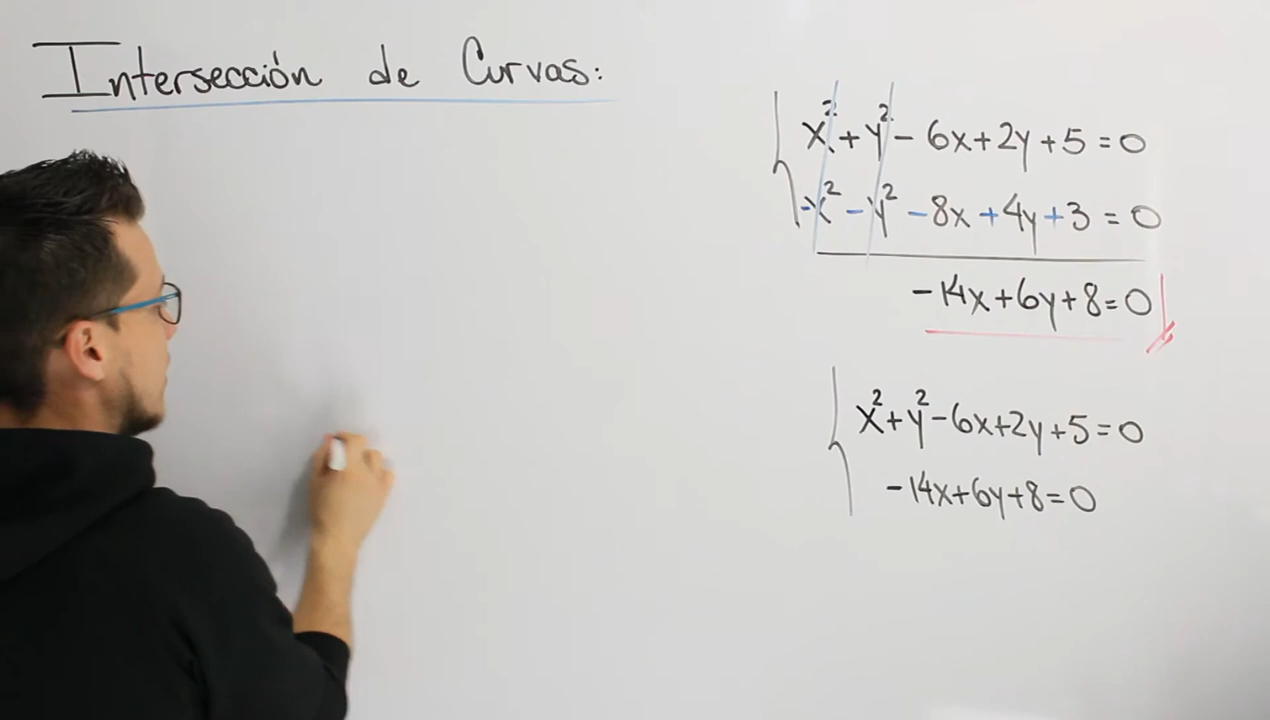 Intersección de Curvas:
x² + y² - 6x + 2y + 5 = 0
-x² - y² - 8x + 4y + 3 = 0
-14x + 6y + 8 = 0
x² + y² - 6x + 2y + 5 = 0
-14x + 6y + 8 = 0